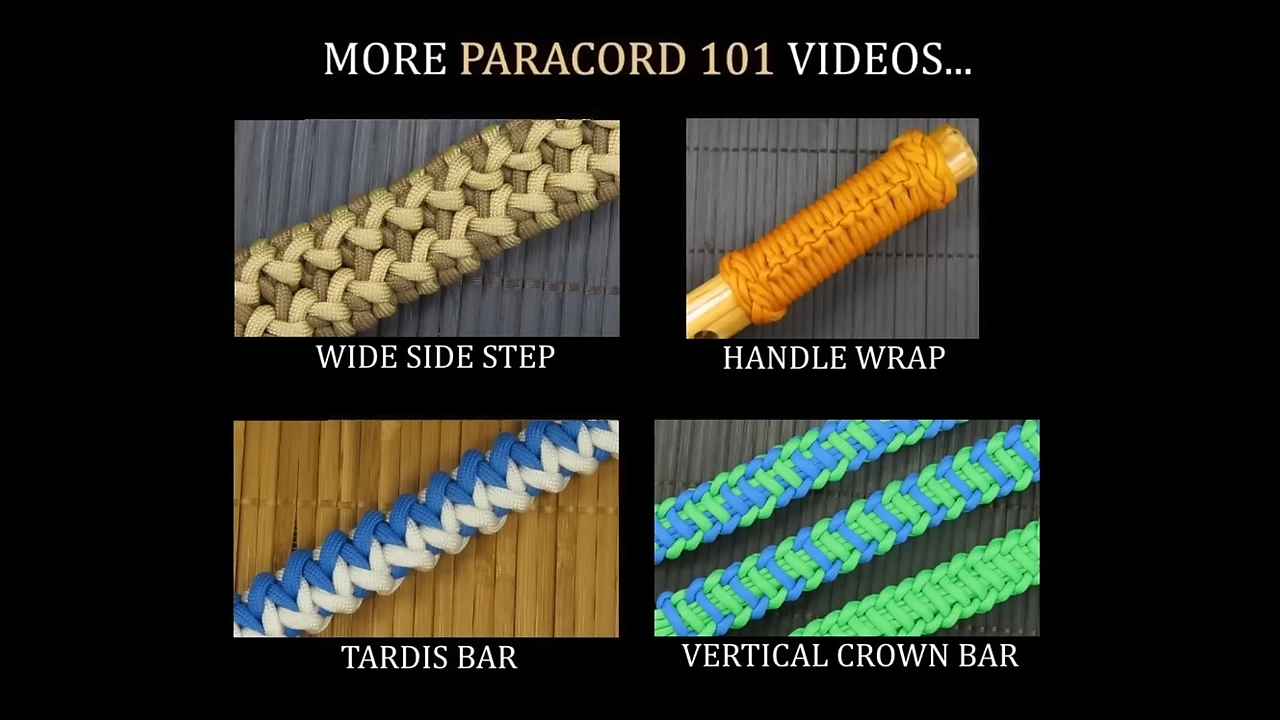 MORE PARACORD 101 VIDEOS...
WIDE SIDE STEP
HANDLE WRAP
TARDIS BAR
VERTICAL CROWN BAR